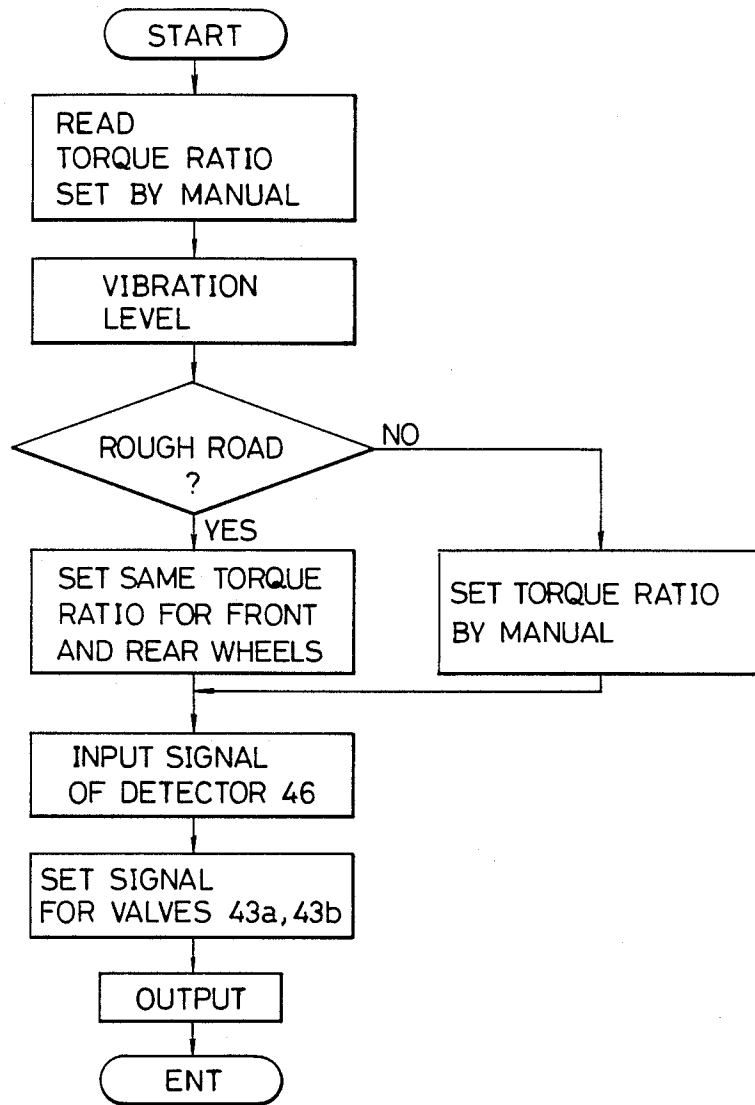 START
READ
TORQUE RATIO
SET BY MANUAL
VIBRATION
LEVEL
ROUGH ROAD
?
NO
YES
SET SAME TORQUE
RATIO FOR FRONT
AND REAR WHEELS
SET TORQUE RATIO
BY MANUAL
INPUT SIGNAL
OF DETECTOR 46
SET SIGNAL
FOR VALVES 43a, 43b
OUTPUT
ENT